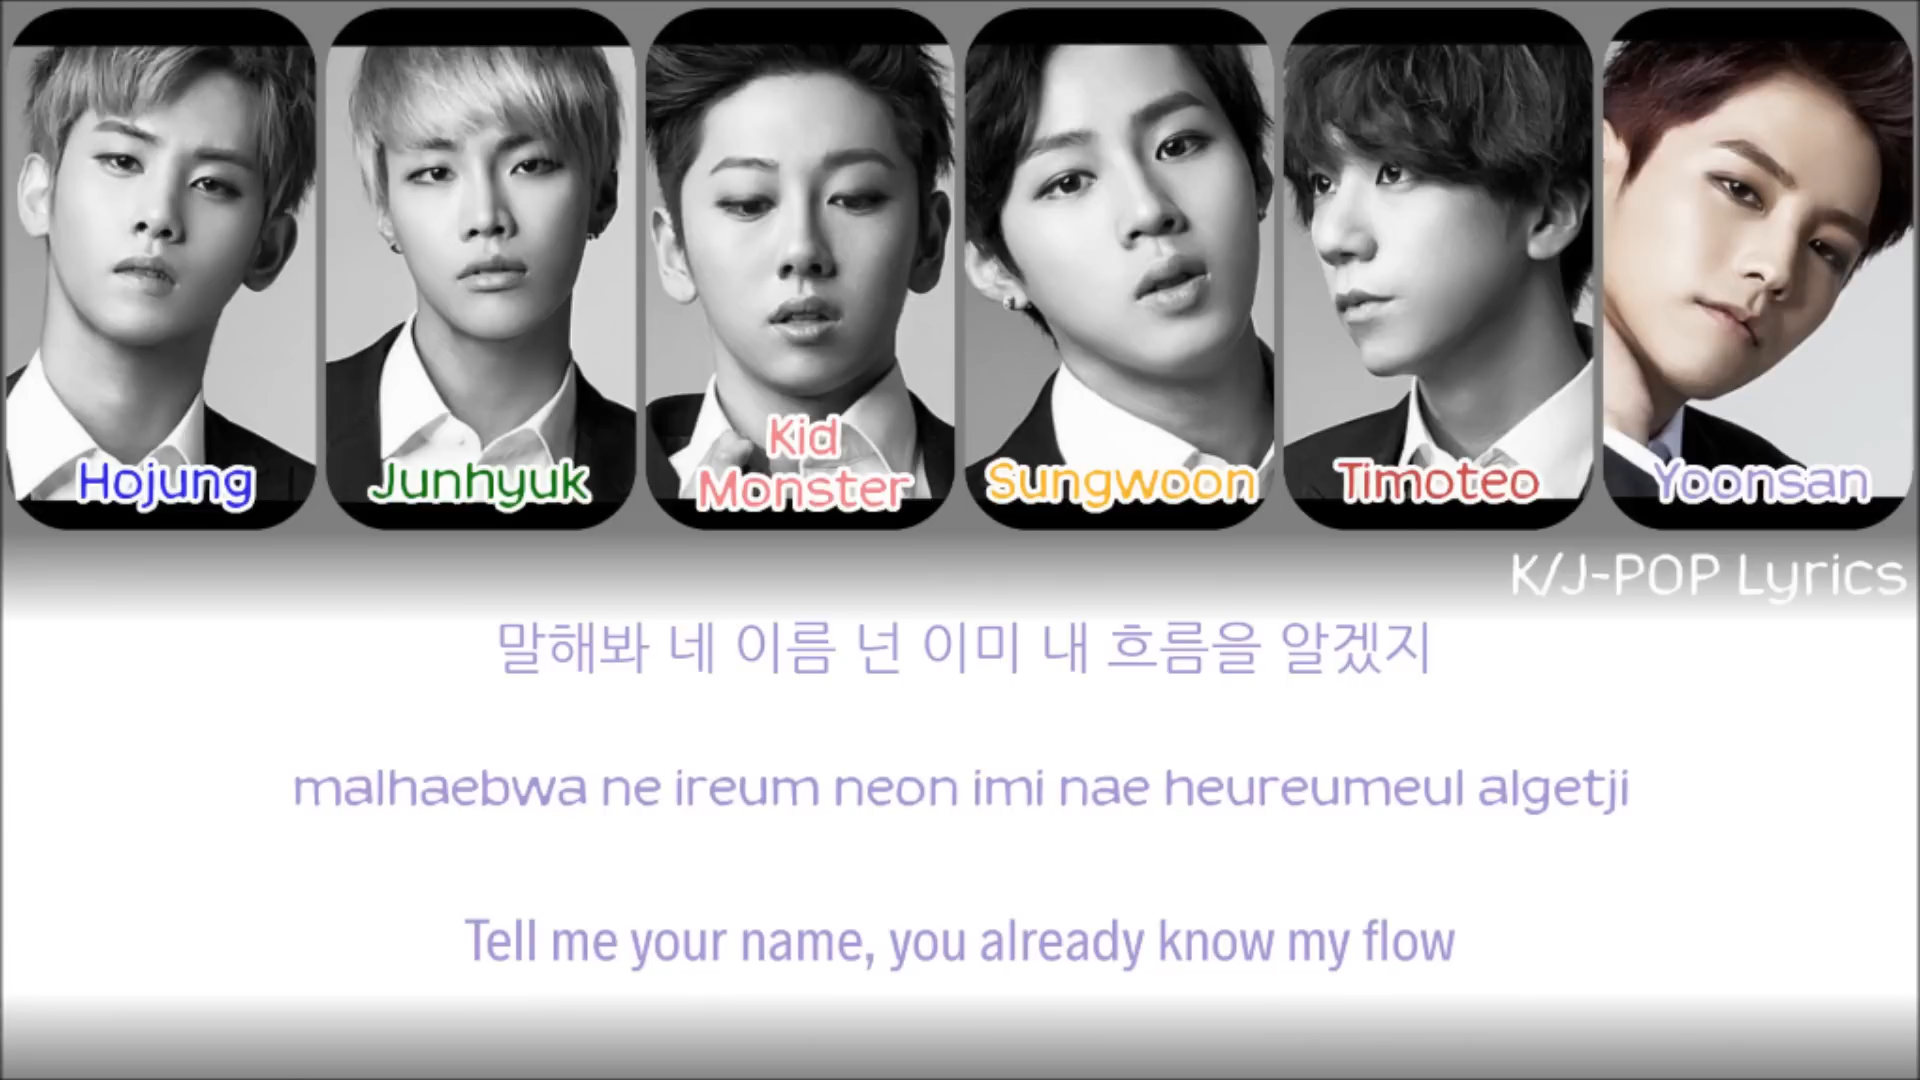 Hojung
Junhyuk
Kid
Monster
Sungwoon
Timoteo
Yoonsan
K/J-POP Lyrics
말해봐 네 이름 넌 이미 내 흐름을 알겠지
malhaebwa ne ireum neon imi nae heureumeul algetji
Tell me your name, you already know my flow